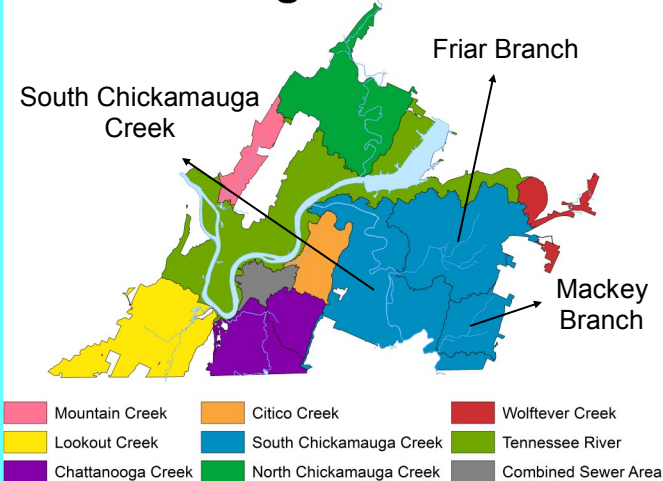 Friar Branch
South Chickamauga
Creek
Mackey
Branch
Mountain Creek
Citico Creek
Wolftever Creek
Lookout Creek
South Chickamauga Creek
Tennessee River
Chattanooga Creek
North Chickamauga Creek
Combined Sewer Area